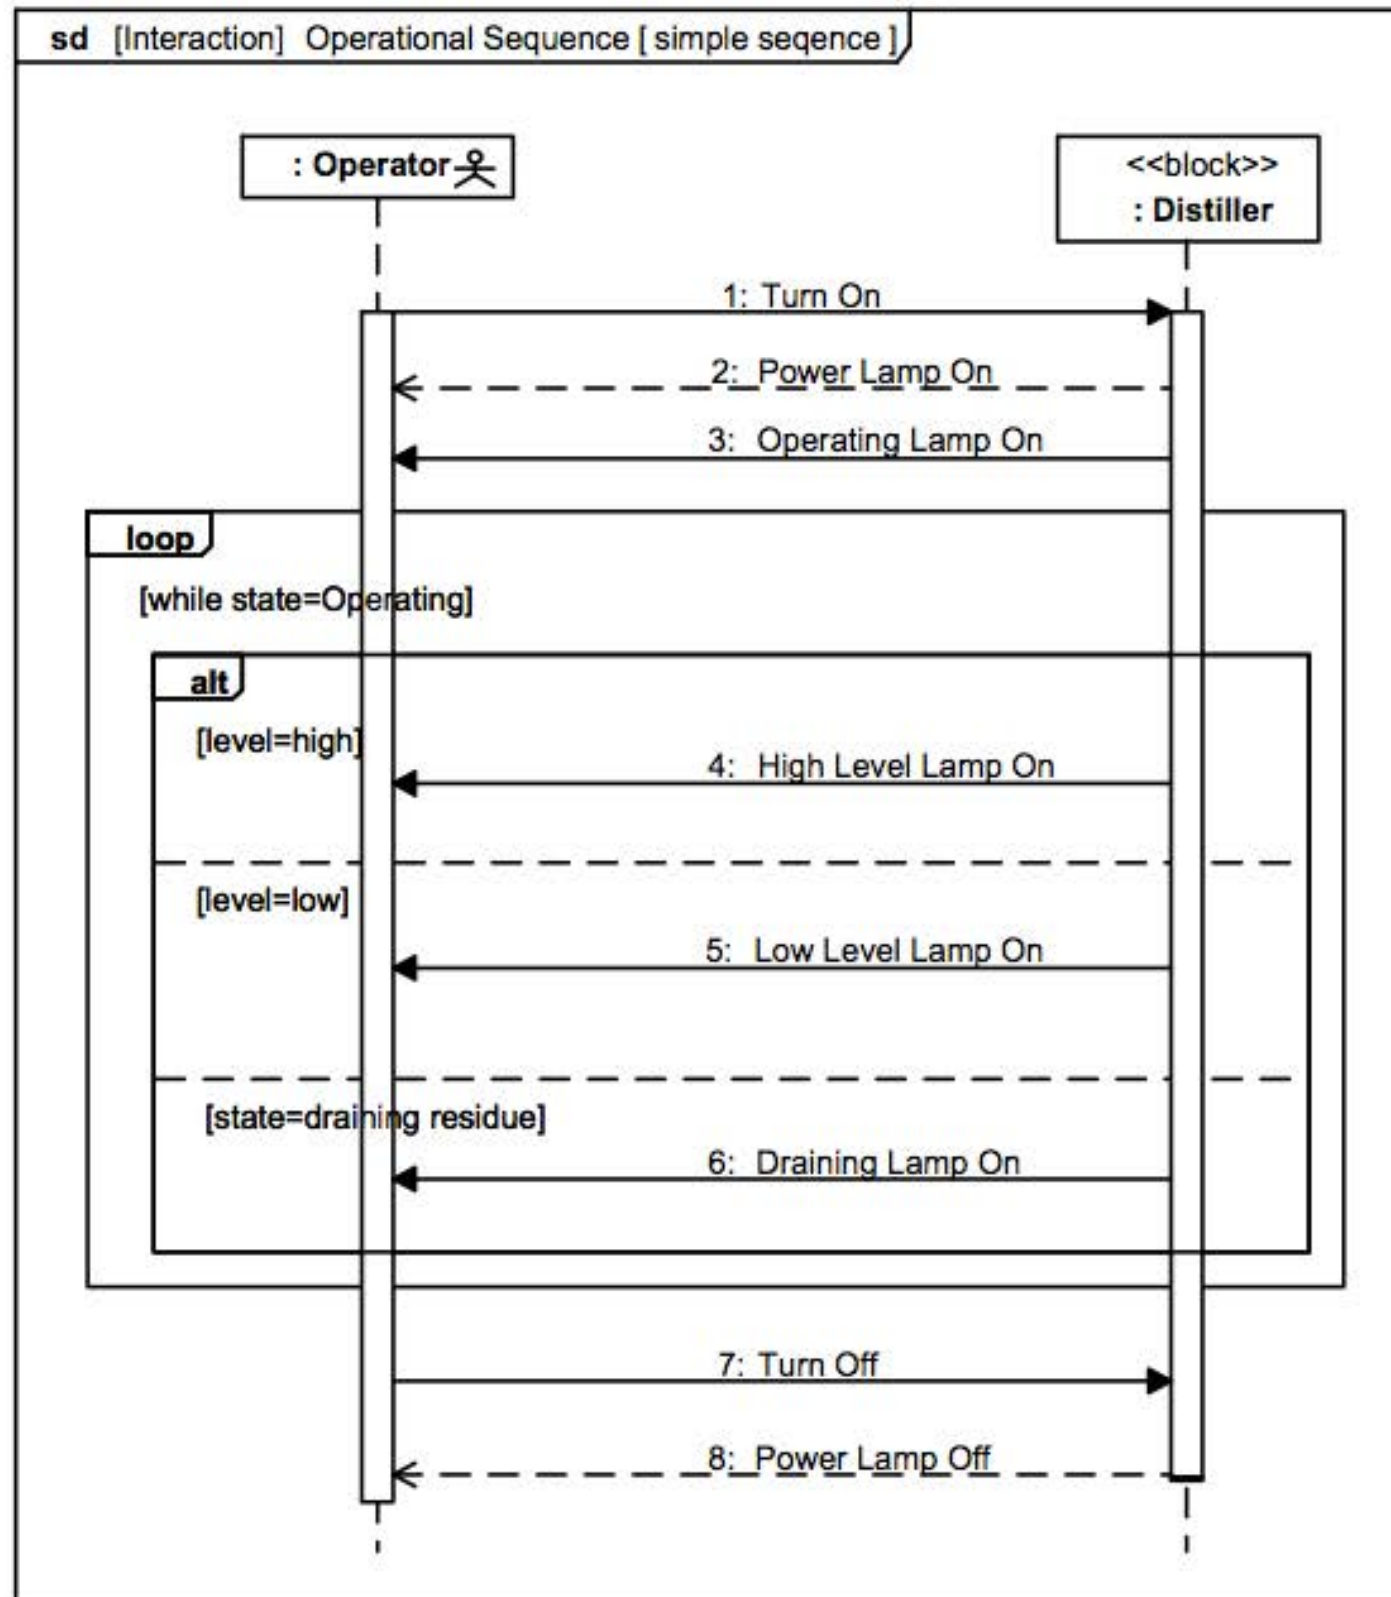 sd [Interaction] Operational Sequence [ simple seqence ]
: Operator
<<block>>
: Distiller
1: Turn On
2: Power Lamp On
3: Operating Lamp On
loop
[while state=Operating]
alt
[level=high]
4: High Level Lamp On
[level=low]
5: Low Level Lamp On
[state=draining residue]
6: Draining Lamp On
7: Turn Off
8: Power Lamp Off